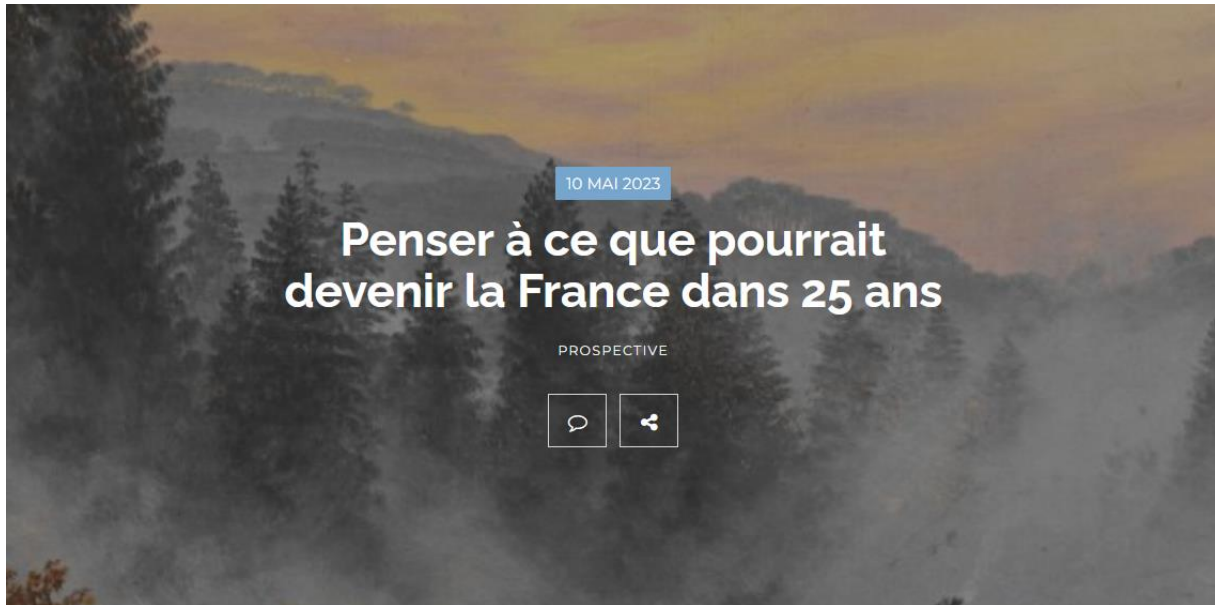 10 MAI 2023
Penser à ce que pourrait
devenir la France dans 25 ans
PROSPECTIVE